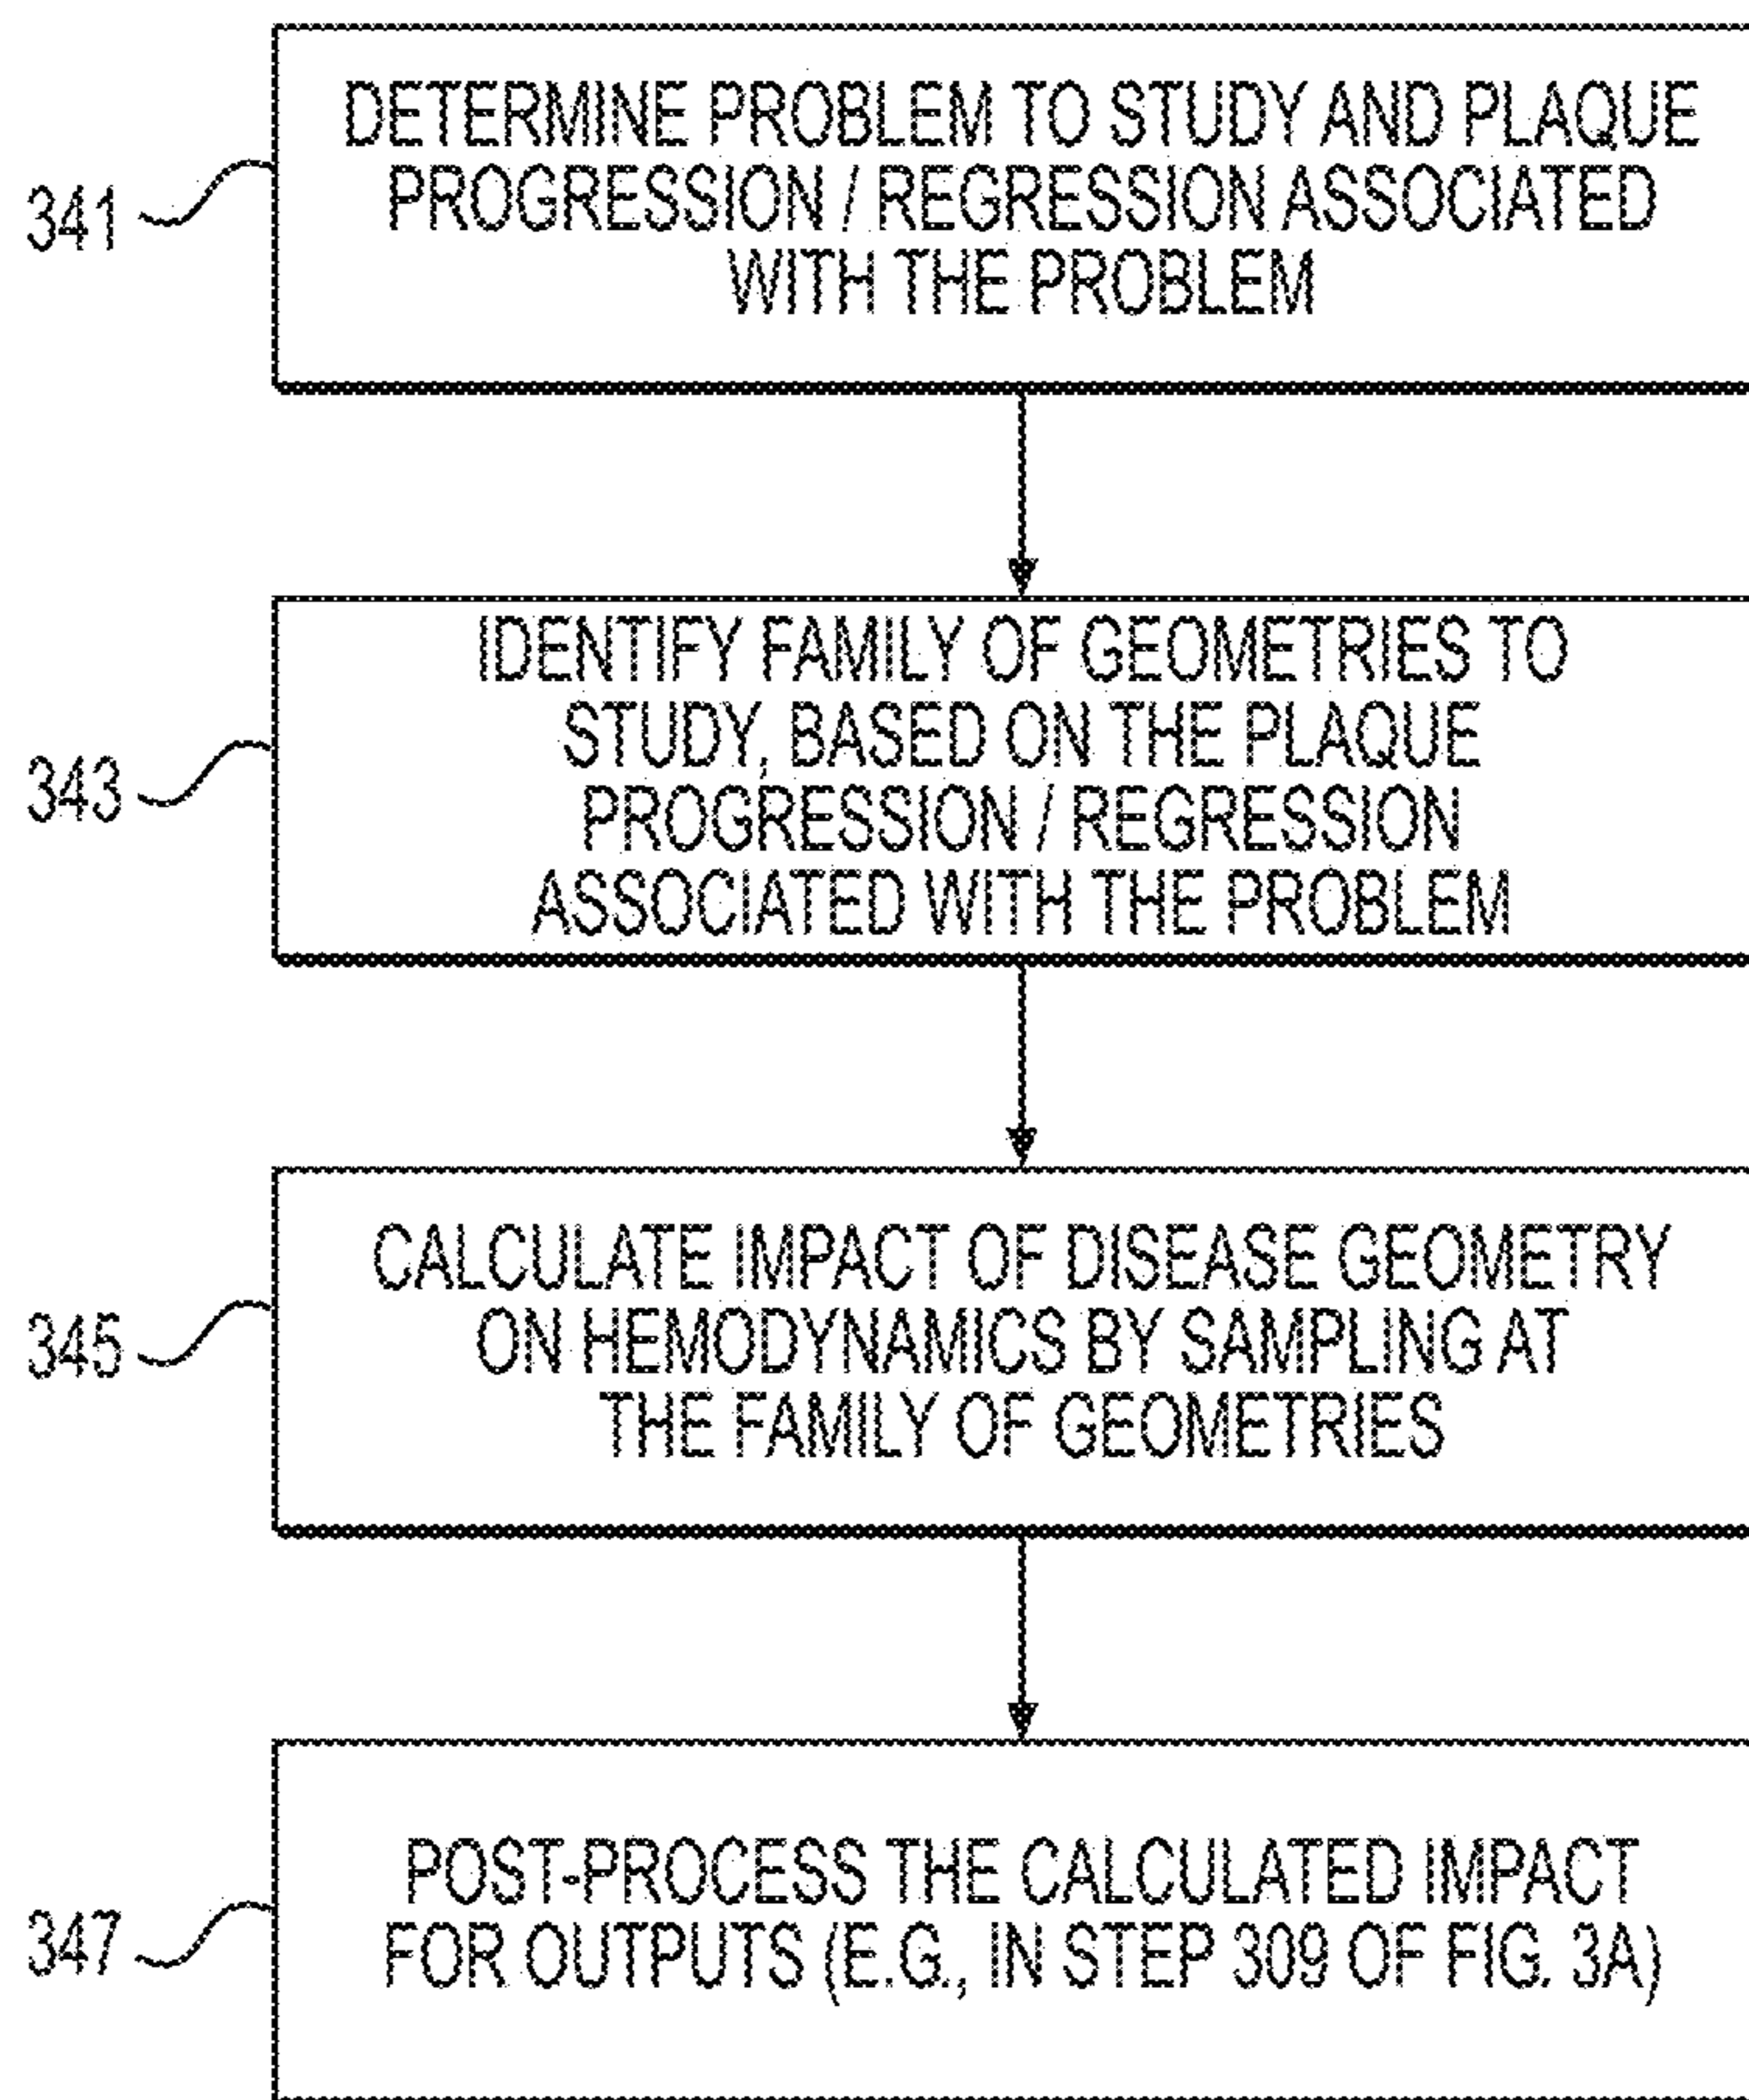 341
DETERMINE PROBLEM TO STUDY AND PLAQUE
PROGRESSION / REGRESSION ASSOCIATED
WITH THE PROBLEM
343
IDENTIFY FAMILY OF GEOMETRIES TO
STUDY, BASED ON THE PLAQUE
PROGRESSION / REGRESSION
ASSOCIATED WITH THE PROBLEM
345
CALCULATE IMPACT OF DISEASE GEOMETRY
ON HEMODYNAMICS BY SAMPLING AT
THE FAMILY OF GEOMETRIES
347
POST-PROCESS THE CALCULATED IMPACT
FOR OUTPUTS (E.G., IN STEP 309 OF FIG. 3A)